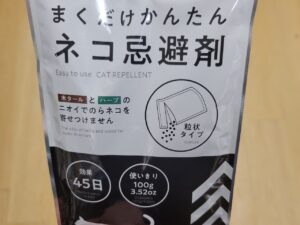 まくだけかんたん
ネコ忌避剤
Easy to use CAT REPELLENT
木タール と ハーブ の
ニオイでのらネコを
寄せつけません
粒状
タイプ
効果
45日
使いきり
100g
3.52oz